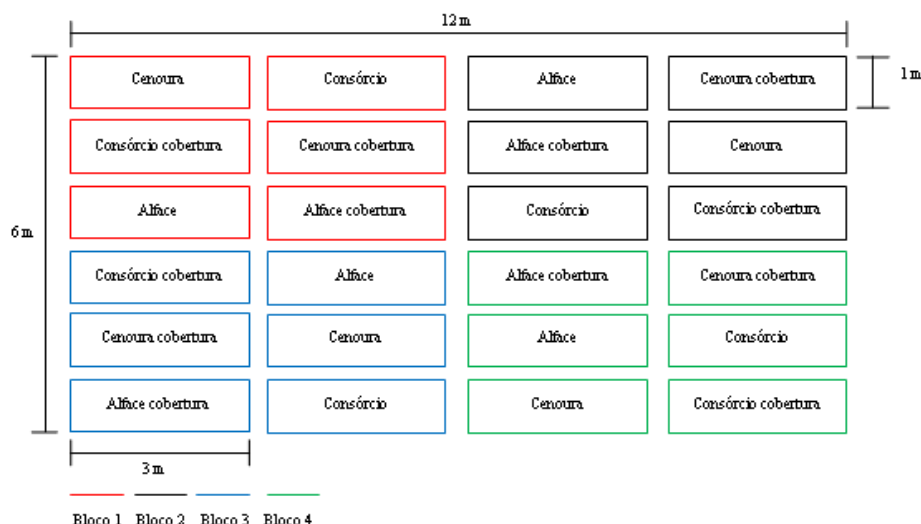 12 m
Cenoura Consórcio Alface Cenoura cobertura 1 m
Consórcio cobertura Cenoura cobertura Alface cobertura Cenoura
Alface Alface cobertura Consórcio Consórcio cobertura
6 m
Consórcio cobertura Alface Alface cobertura Cenoura cobertura
Cenoura cobertura Cenoura Alface Consórcio
Alface cobertura Consórcio Cenoura Consórcio cobertura
3 m
Bloco 1 Bloco 2 Bloco 3 Bloco 4